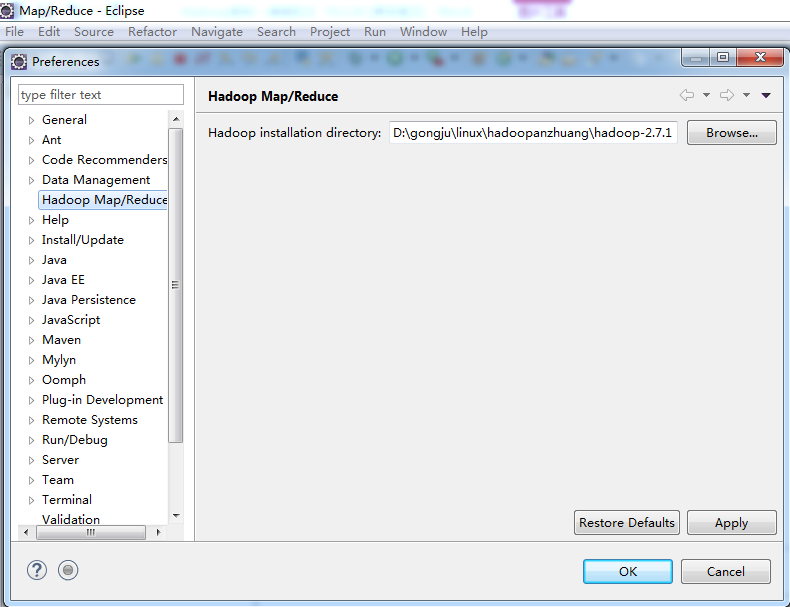 Map/Reduce - Eclipse
File Edit Source Refactor Navigate Search Project Run Window Help
Preferences
type filter text
General
Ant
Code Recommenders
Data Management
Hadoop Map/Reduce
Help
Install/Update
Java
Java EE
Java Persistence
JavaScript
Maven
Mylyn
Oomph
Plug-in Development
Remote Systems
Run/Debug
Server
Team
Terminal
Validation
Hadoop Map/Reduce
Hadoop installation directory: D:\gongju\linux\hadoopanzhuang\hadoop-2.7.1 Browse...
Restore Defaults Apply
? OK Cancel